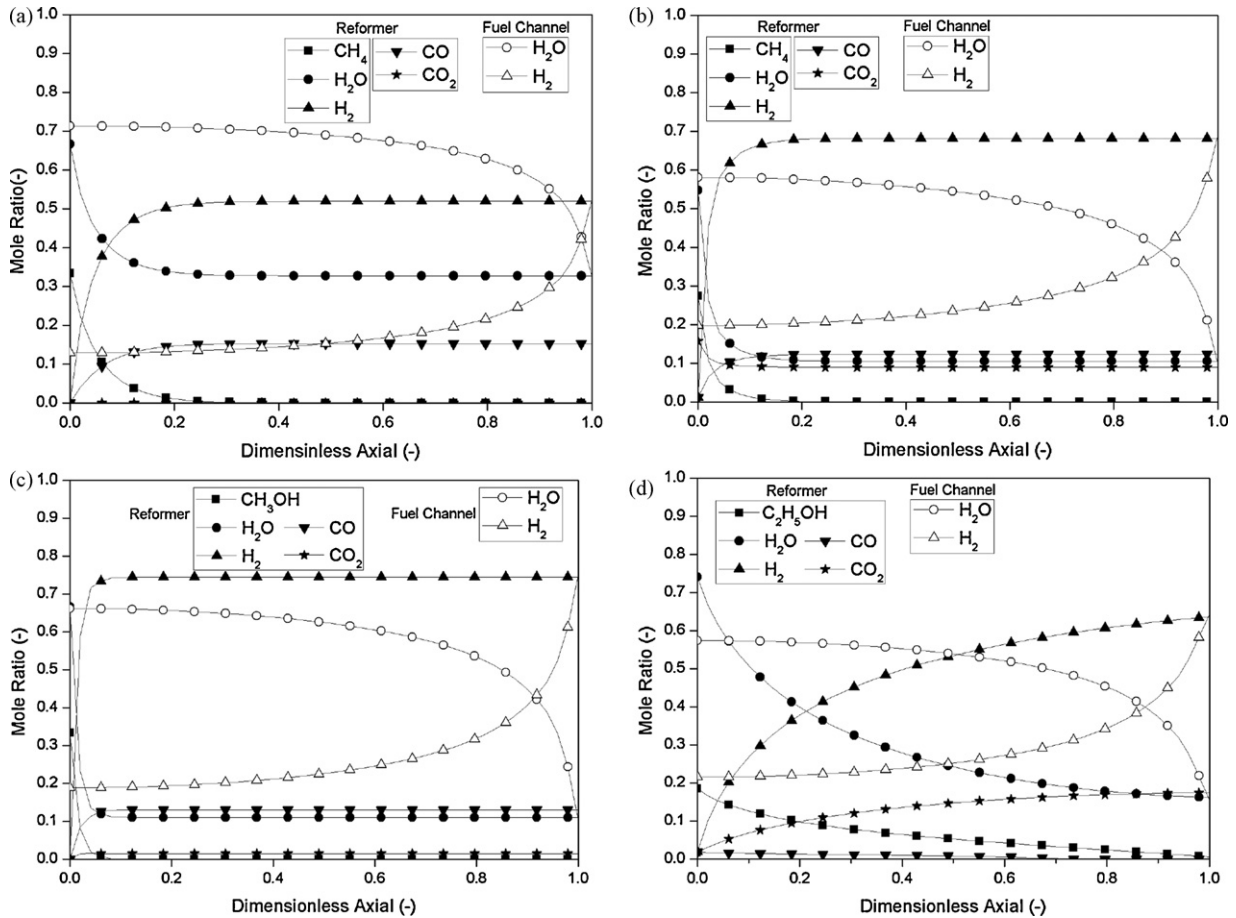 (a)
Reformer
Fuel Channel
CH4
CO
H2O
H2O
CO2
H2
H2
1.0
0.9
0.8
0.7
0.6
0.5
0.4
0.3
0.2
0.1
0.0
Mole Ratio(-)
0.0 0.2 0.4 0.6 0.8 1.0
Dimensinless Axial (-)
(b)
Reformer
Fuel Channel
CH4
CO
H2O
H2O
CO2
H2
H2
1.0
0.9
0.8
0.7
0.6
0.5
0.4
0.3
0.2
0.1
0.0
Mole Ratio (-)
0.0 0.2 0.4 0.6 0.8 1.0
Dimensionless Axial (-)
(c)
CH3OH
H2O
Reformer
H2O
CO
Fuel Channel
H2
H2
CO2
1.0
0.9
0.8
0.7
0.6
0.5
0.4
0.3
0.2
0.1
0.0
Mole Ratio (-)
0.0 0.2 0.4 0.6 0.8 1.0
Dimensionless Axial (-)
(d)
Reformer
Fuel Channel
C2H5OH
H2O
H2O
CO
H2
H2
CO2
1.0
0.9
0.8
0.7
0.6
0.5
0.4
0.3
0.2
0.1
0.0
Mole Ratio (-)
0.0 0.2 0.4 0.6 0.8 1.0
Dimensionless Axial (-)